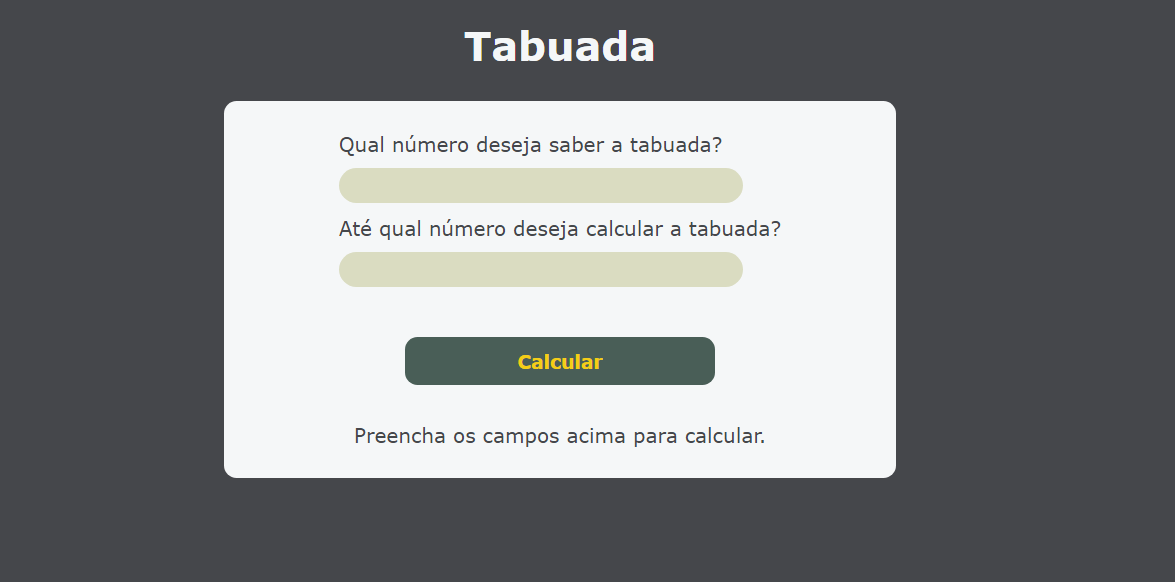 Tabuada
Qual número deseja saber a tabuada?
Até qual número deseja calcular a tabuada?
Calcular
Preencha os campos acima para calcular.